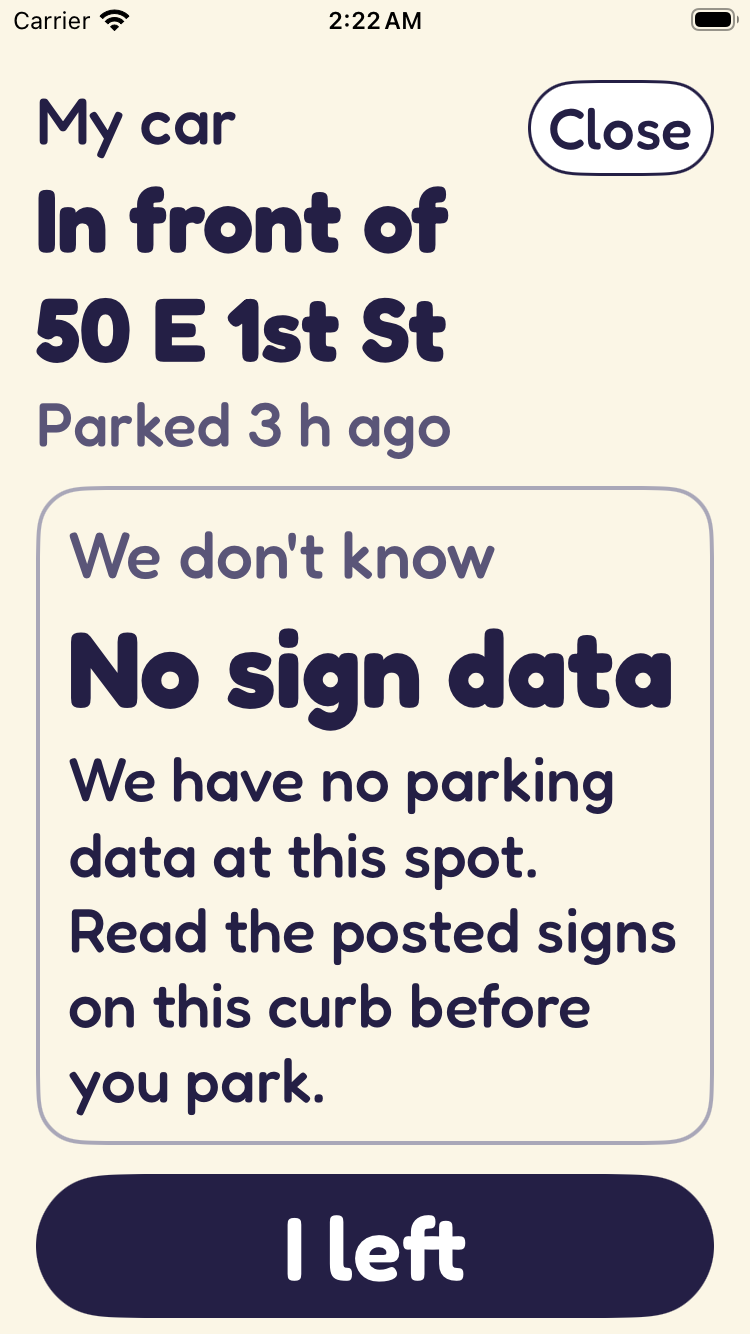 Carrier
2:22 AM
My car
Close
In front of
50 E 1st St
Parked 3 h ago
We don't know
No sign data
We have no parking
data at this spot.
Read the posted signs
on this curb before
you park.
I left